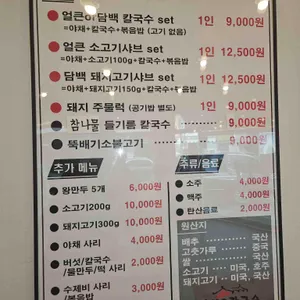 얼큰이/담백 칼국수 set 1인 9,000원
=야채+칼국수+볶음밥 (고기 없음)
얼큰 소고기샤브 set 1인 12,500원
=야채+소고기100g+칼국수+볶음밥
담백 돼지고기샤브 set 1인 12,500원
=야채+돼지고기150g+칼국수+볶음밥
돼지 주물럭 (공기밥 별도) 1인 9,000원
참나물 들기름 칼국수 9,000원
뚝배기소불고기 9,000원
추가 메뉴
왕만두 5개 6,000원
소고기200g 10,000원
돼지고기300g 10,000원
야채 사리 4,000원
버섯/칼국수/물만두/떡 사리 2,000원
수제비 사리/볶음밥 3,000원
주류/음료
소주 4,000원
맥주 4,000원
탄산음료 2,000원
원산지
배추 국산
고춧가루 중국
쌀 국산
소고기 미국, 호주
돼지고기 미국, 국산